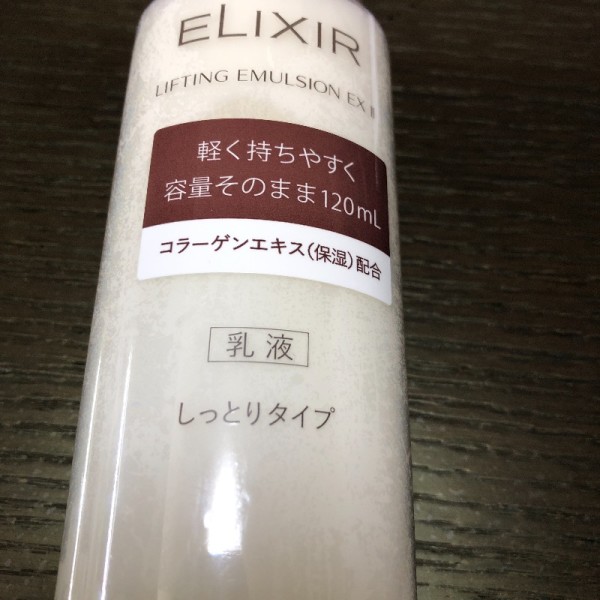 ELIXIR
LIFTING EMULSION EX II
軽く持ちやすく
容量そのまま120mL
コラーゲンエキス(保湿)配合
乳液
しっとりタイプ